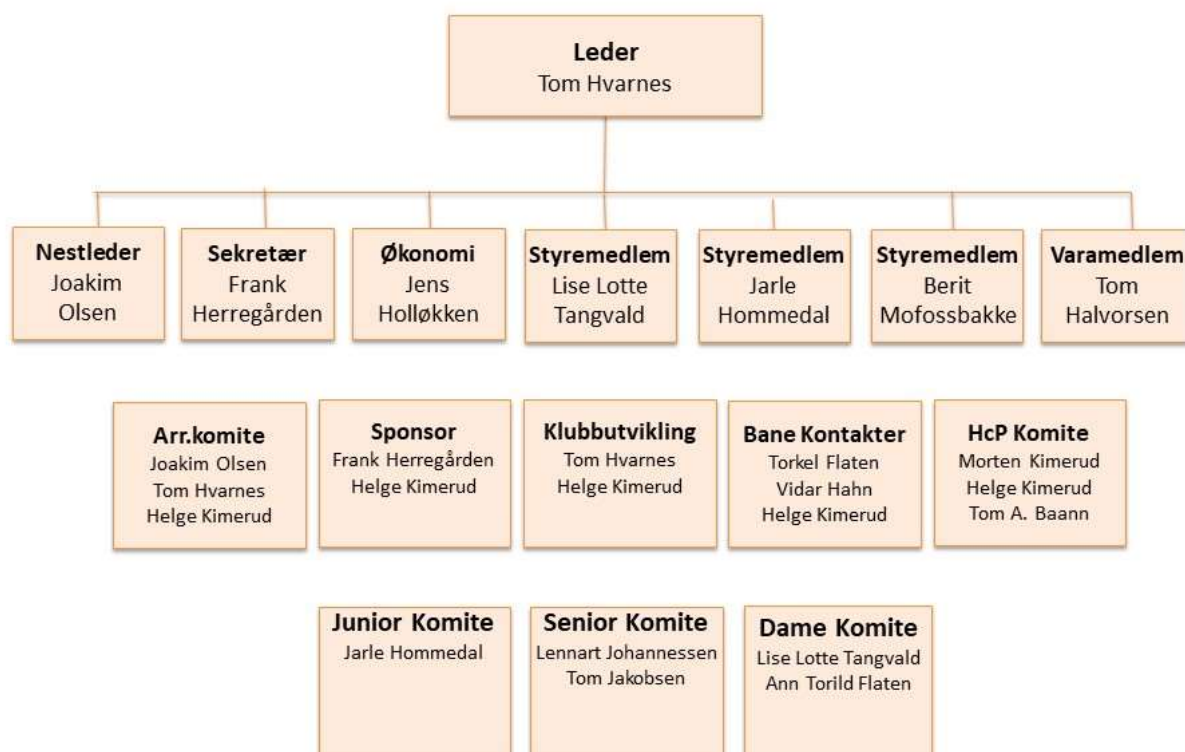 Leder
Tom Hvarnes
Nestleder
Joakim
Olsen
Sekretær
Frank
Herregården
Økonomi
Jens
Holløkken
Styremedlem
Lise Lotte
Tangvald
Styremedlem
Jarle
Hommedal
Styremedlem
Berit
Mofossbakke
Varamedlem
Tom
Halvorsen
Arr.komite
Joakim Olsen
Tom Hvarnes
Helge Kimerud
Sponsor
Frank Herregården
Helge Kimerud
Klubbutvikling
Tom Hvarnes
Helge Kimerud
Bane Kontakter
Torkel Flaten
Vidar Hahn
Helge Kimerud
HcP Komite
Morten Kimerud
Helge Kimerud
Tom A. Baann
Junior Komite
Jarle Hommedal
Senior Komite
Lennart Johannessen
Tom Jakobsen
Dame Komite
Lise Lotte Tangvald
Ann Torild Flaten